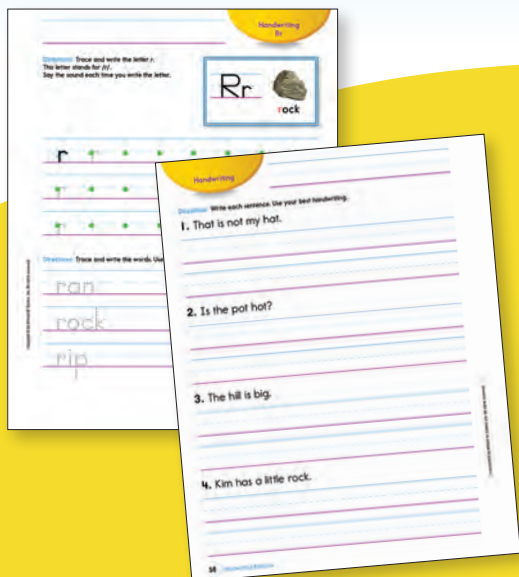 Handwriting
Rr
Directions: Trace and write the letter r.
This letter stands for /r/.
Say the sound each time you write the letter.
Rr
rock
r r
r
r
Directions: Trace and write the words. Use
ran
rock
rip
Handwriting
Directions: Write each sentence. Use your best handwriting.
1. That is not my hat.
2. Is the pot hot?
3. The hill is big.
4. Kim has a little rock.
58